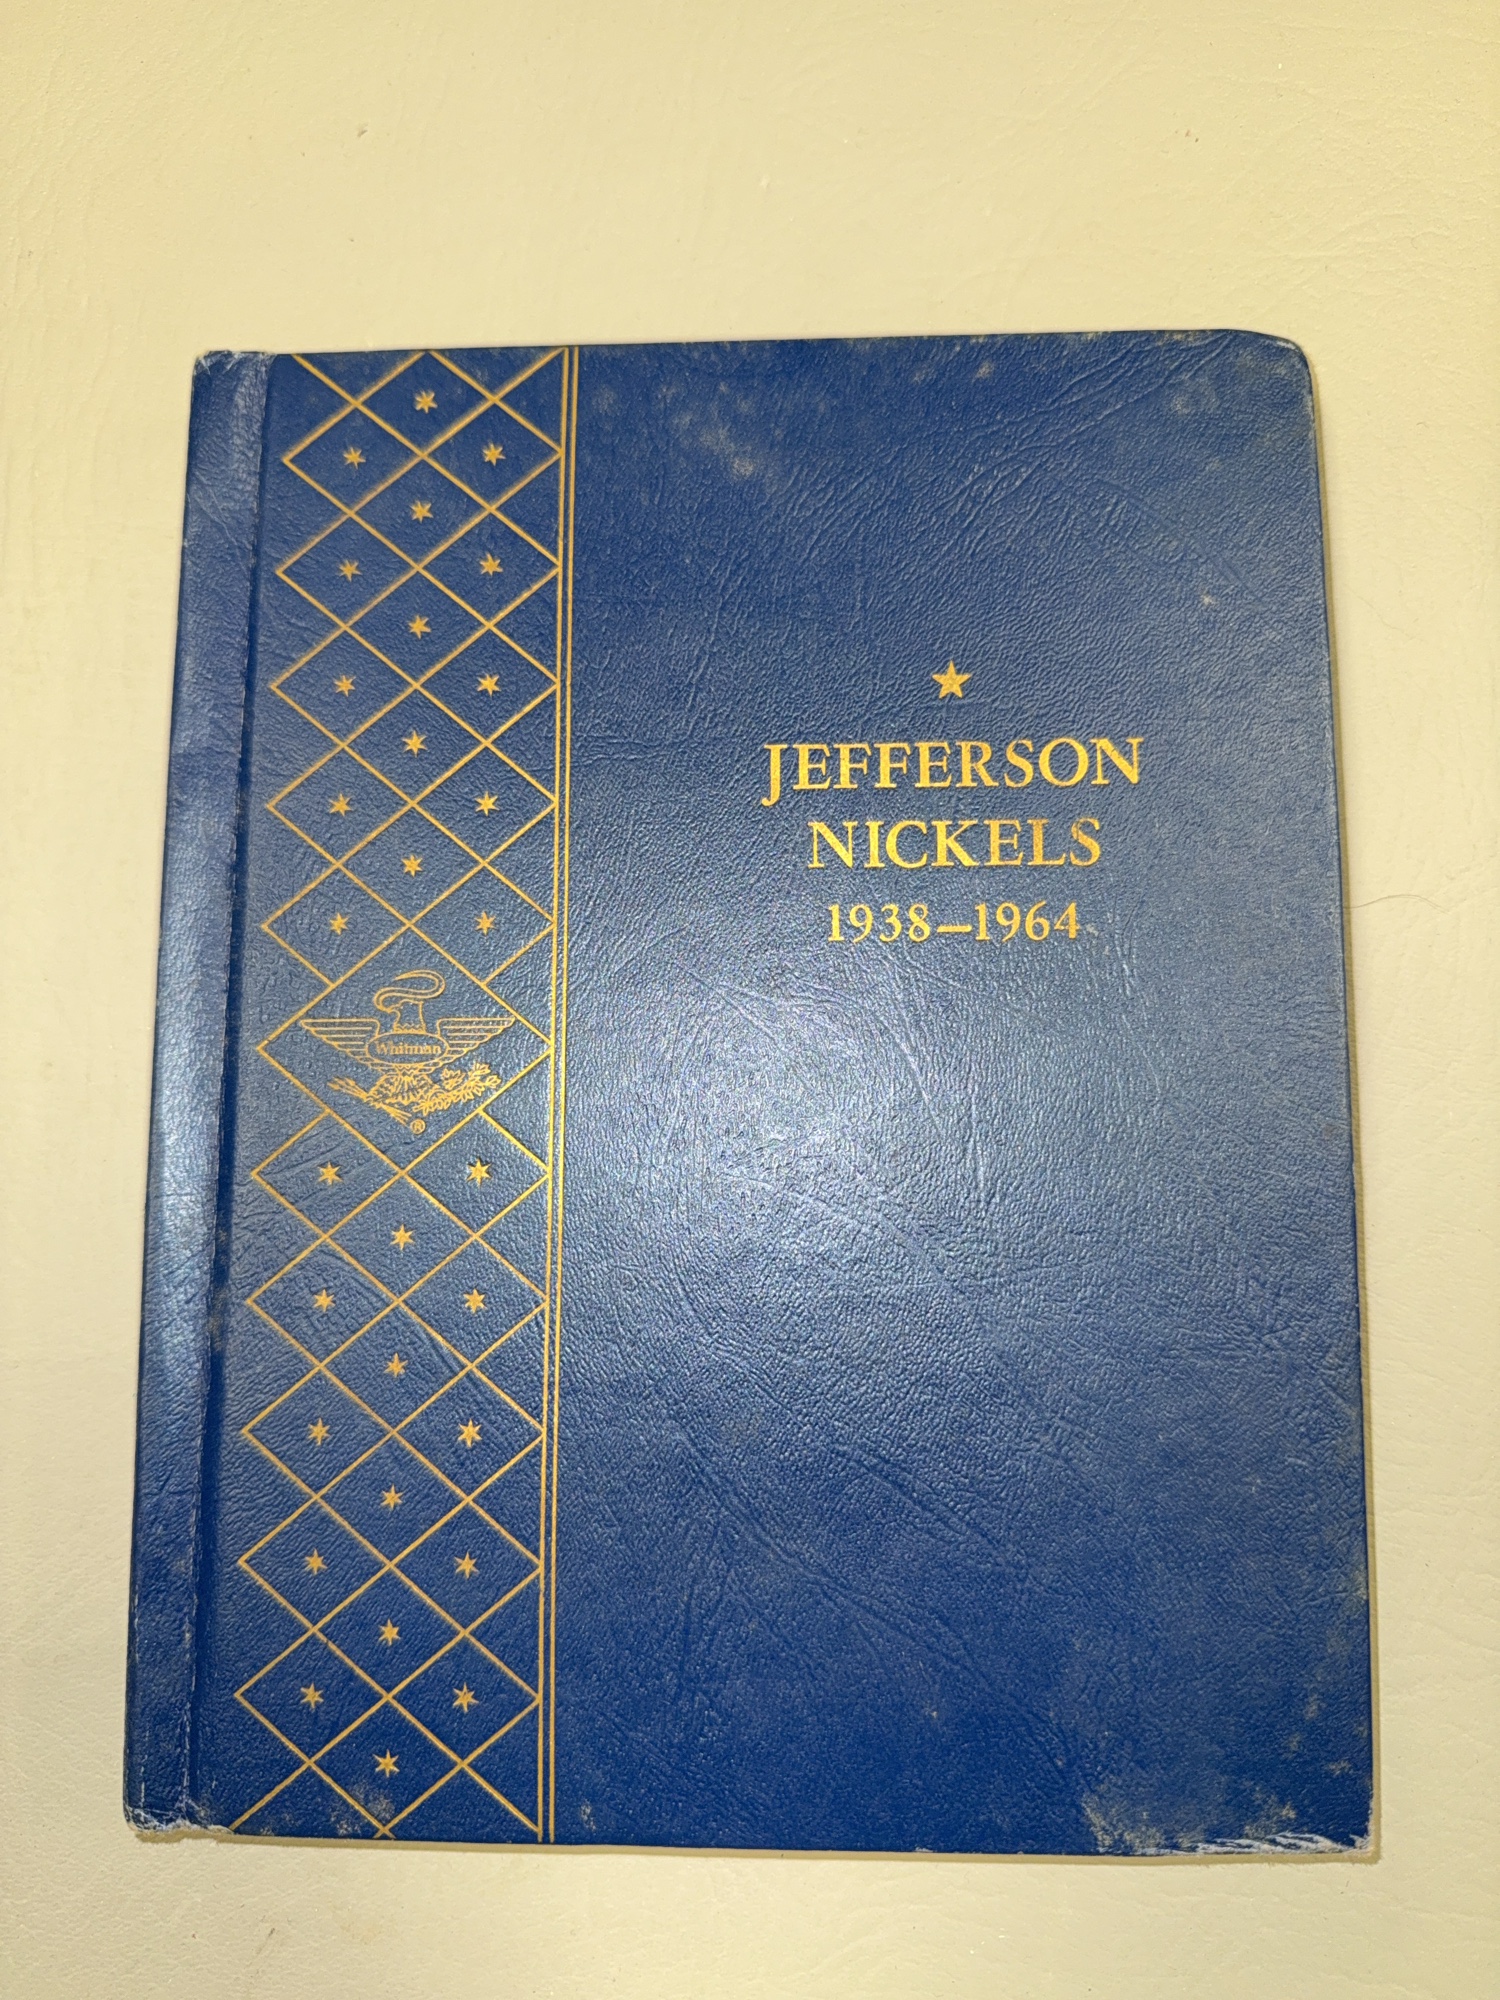 JEFFERSON
NICKELS
1938–1964
Whitman
®